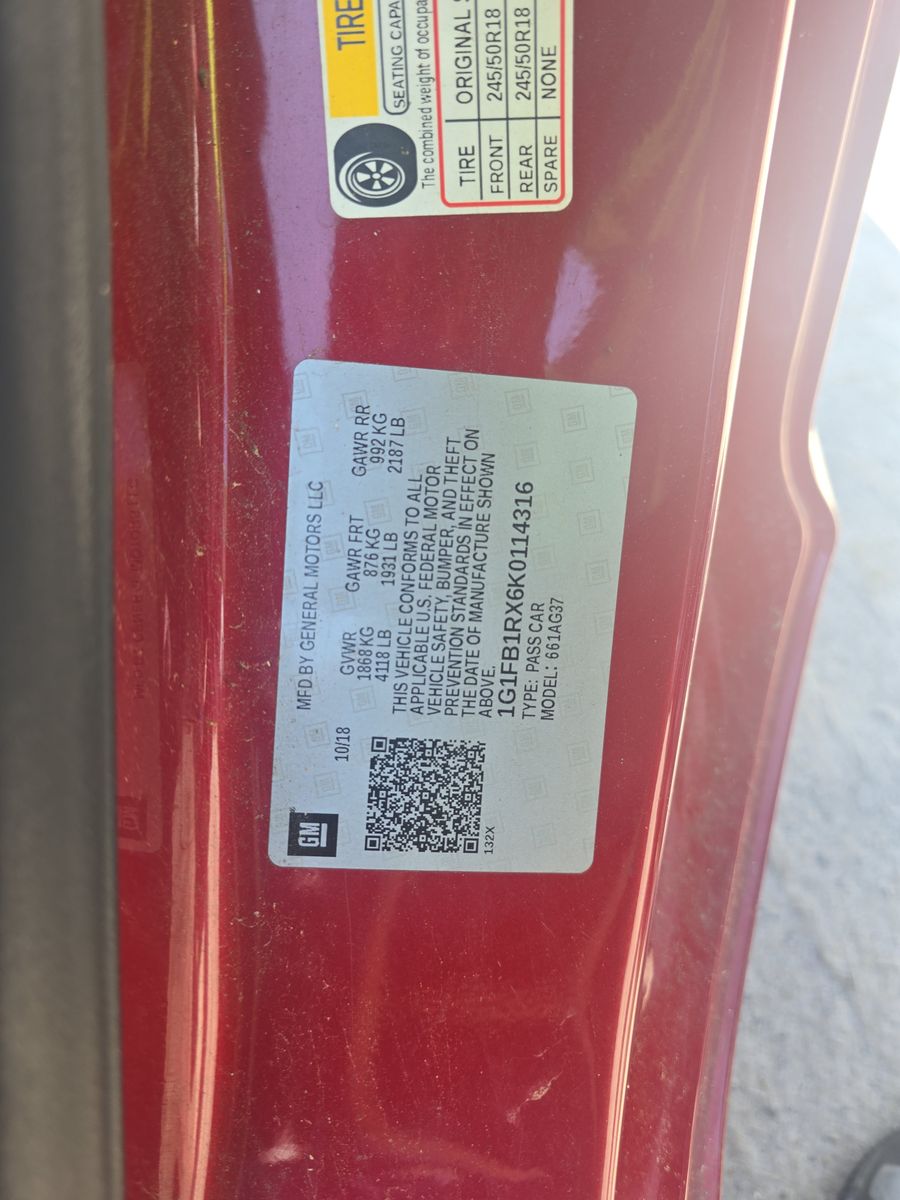 MFD BY GENERAL MOTORS LLC
10/18
GVWR GAWR FRT GAWR RR
1868 KG 876 KG 992 KG
4118 LB 1931 LB 2187 LB
THIS VEHICLE CONFORMS TO ALL
APPLICABLE U.S. FEDERAL MOTOR
VEHICLE SAFETY, BUMPER, AND THEFT
PREVENTION STANDARDS IN EFFECT ON
THE DATE OF MANUFACTURE SHOWN
ABOVE.
1G1FB1RX6K0114316
TYPE: PASS CAR
MODEL: 661AG37
GM
132X
TIRE
SEATING CAPA
The combined weight of occupa
TIRE ORIGINAL S
FRONT 245/50R18
REAR 245/50R18
SPARE NONE